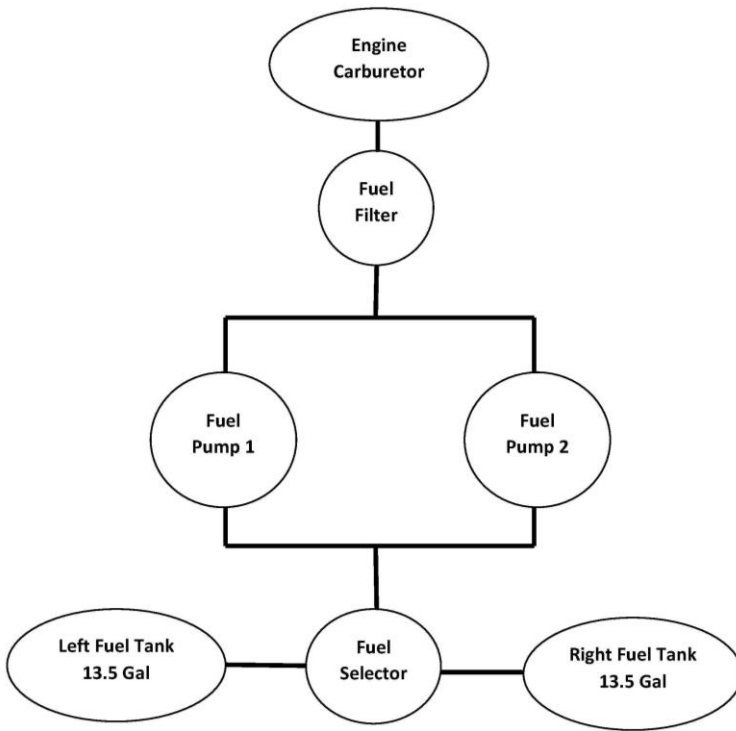 Engine
Carburetor
Fuel
Filter
Fuel
Pump 1
Fuel
Pump 2
Left Fuel Tank
13.5 Gal
Fuel
Selector
Right Fuel Tank
13.5 Gal